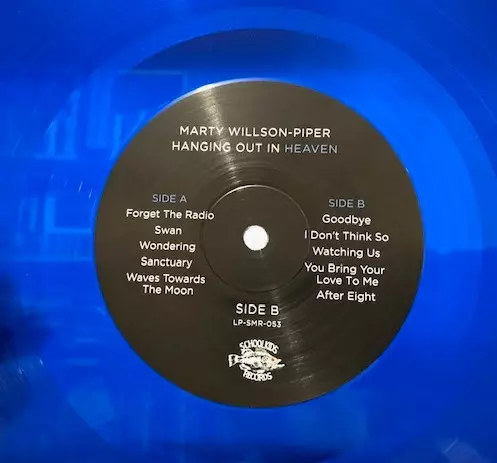 MARTY WILLSON-PIPER
HANGING OUT IN HEAVEN
SIDE A
Forget The Radio
Swan
Wondering
Sanctuary
Waves Towards
The Moon
SIDE B
Goodbye
I Don't Think So
Watching Us
You Bring Your
Love To Me
After Eight
SIDE B
LP-SMR-053
SCHOOLKIDS
RECORDS